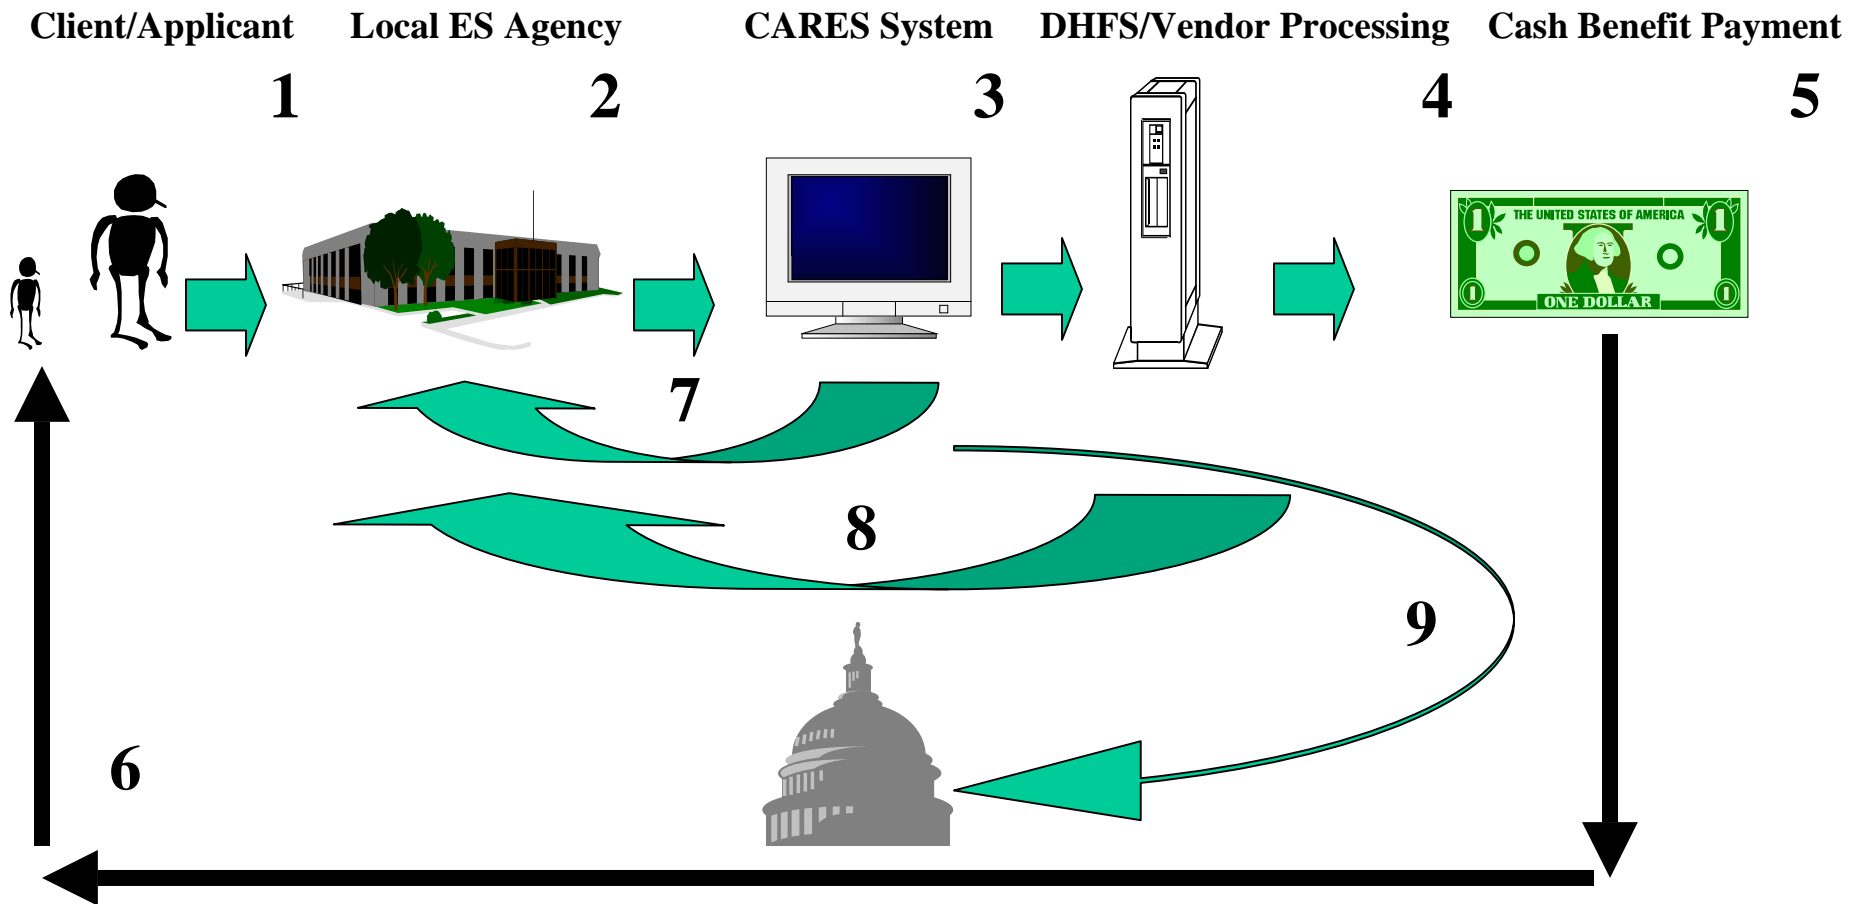 Client/Applicant Local ES Agency CARES System DHFS/Vendor Processing Cash Benefit Payment
1 2 3 4 5
THE UNITED STATES OF AMERICA
1 1
1 ONE DOLLAR 1
7
8
9
6